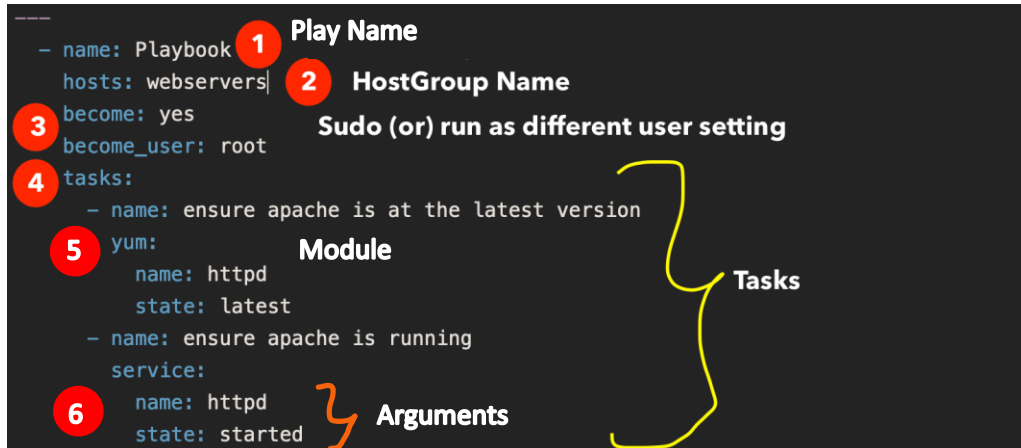 ---
- name: Playbook 1 Play Name
hosts: webservers 2 HostGroup Name
3 become: yes
Sudo (or) run as different user setting
become_user: root
4 tasks:
- name: ensure apache is at the latest version
5 yum: Module
name: httpd
state: latest
Tasks
- name: ensure apache is running
service:
6 name: httpd
Arguments
state: started